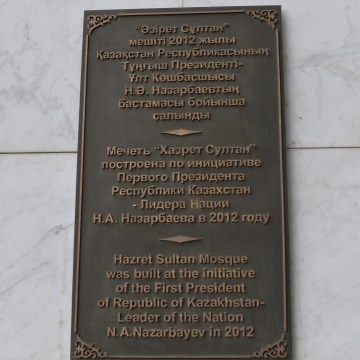 "Әзірет Сұлтан"
мешіті 2012 жылы
Қазақстан Республикасының
Тұңғыш Президенті-
Ұлт Көшбасшысы
Н.Ә. Назарбаевтың
бастамасы бойынша
салынды
Мечеть "Хазрет Султан"
построена по инициативе
Первого Президента
Республики Казахстан
- Лидера Нации
Н.А. Назарбаева в 2012 году
Hazret Sultan Mosque
was built at the initiative
of the First President
of Republic of Kazakhstan-
Leader of the Nation
N.A.Nazarbayev in 2012